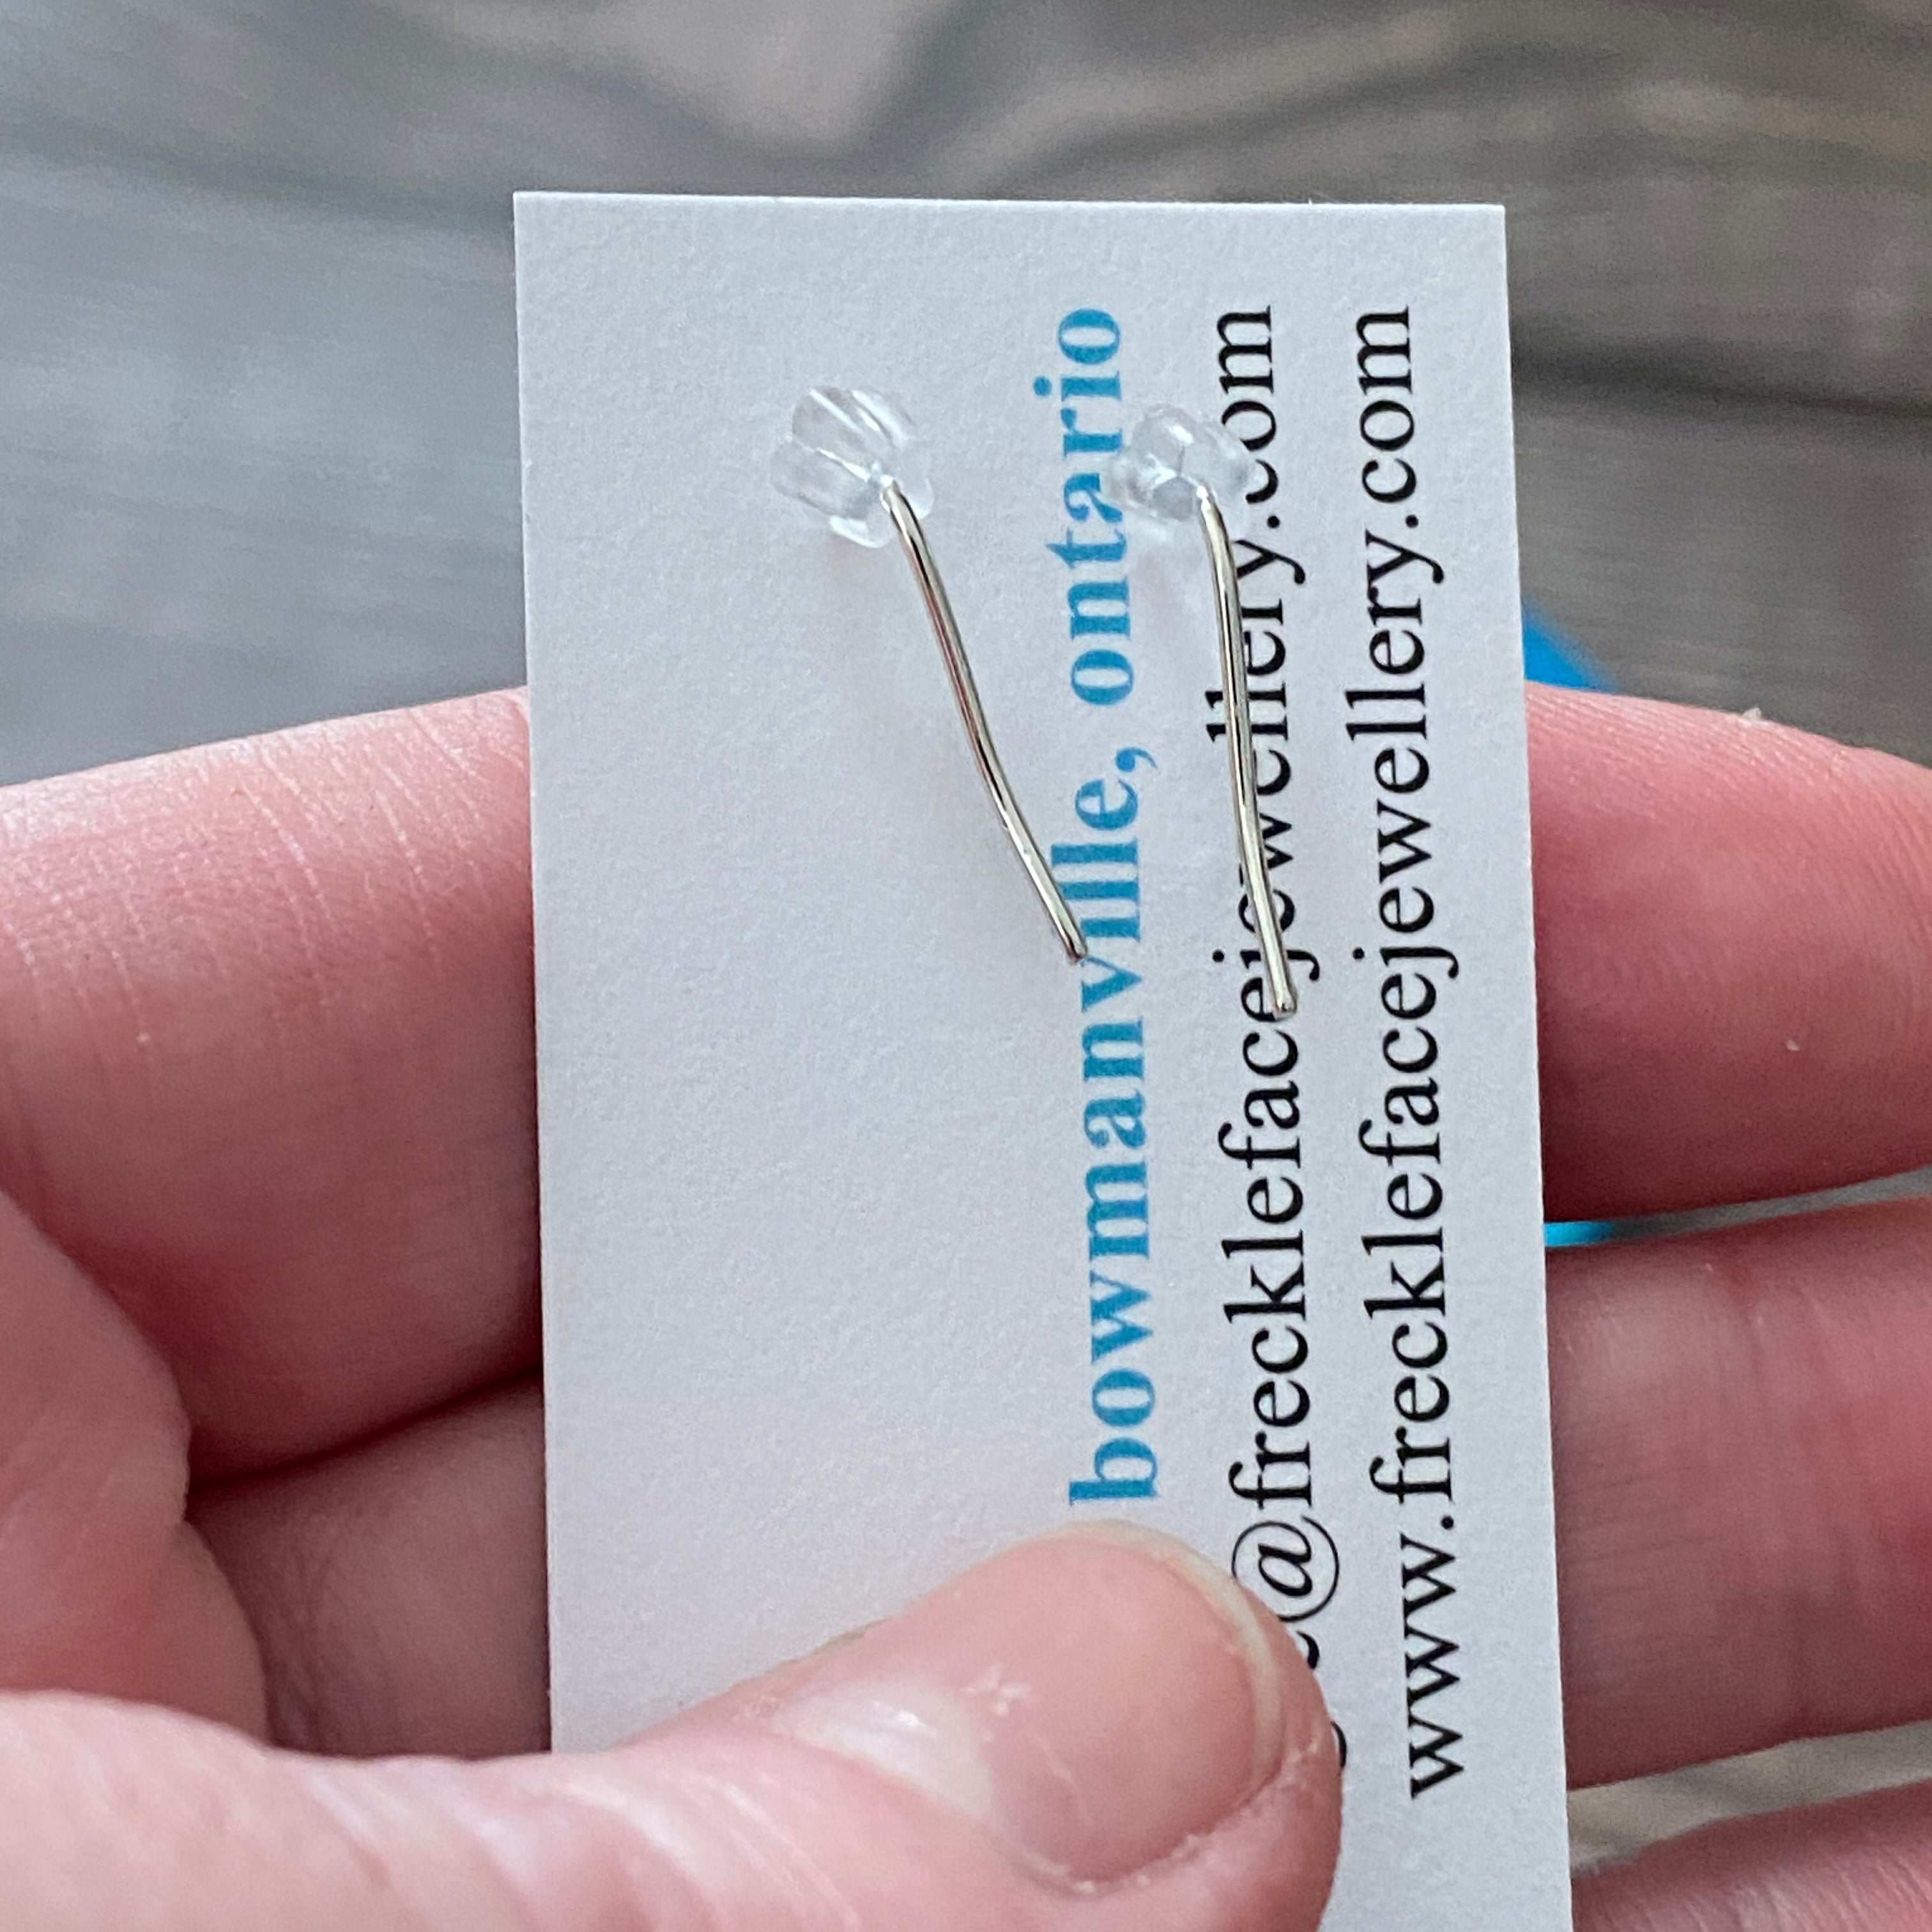 bowmanville, ontario
@frecklefacejewellery.com
www.frecklefacejewellery.com